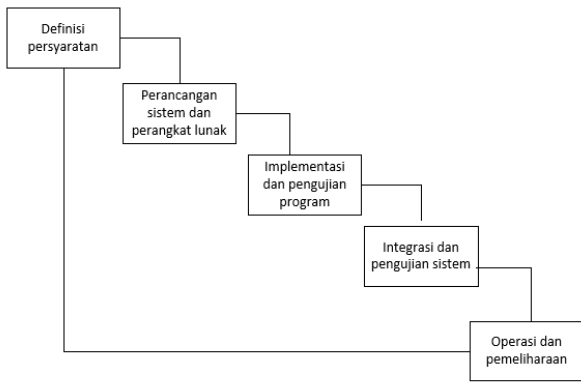 Definisi
persyaratan
Perancangan
sistem dan
perangkat lunak
Implementasi
dan pengujian
program
Integrasi dan
pengujian sistem
Operasi dan
pemeliharaan